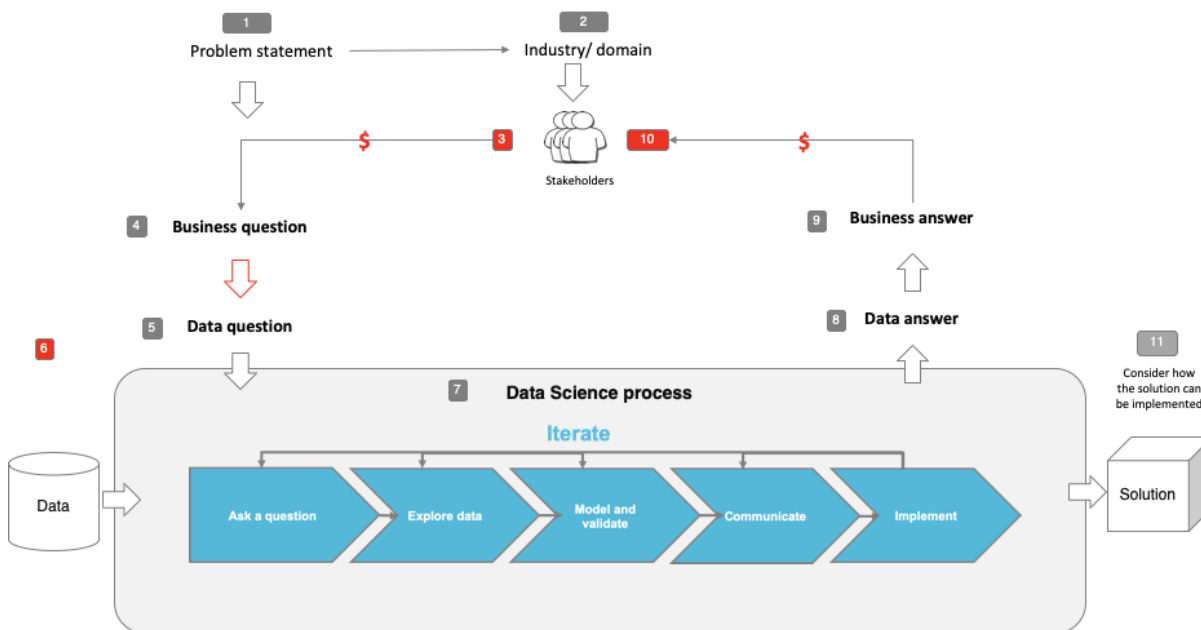 1
2
Problem statement
Industry/ domain
$
3
10
$
Stakeholders
4
Business question
9
Business answer
5
Data question
8
Data answer
6
11
Consider how
the solution can
be implemented
7
Data Science process
Iterate
Data
Ask a question
Explore data
Model and
validate
Communicate
Implement
Solution